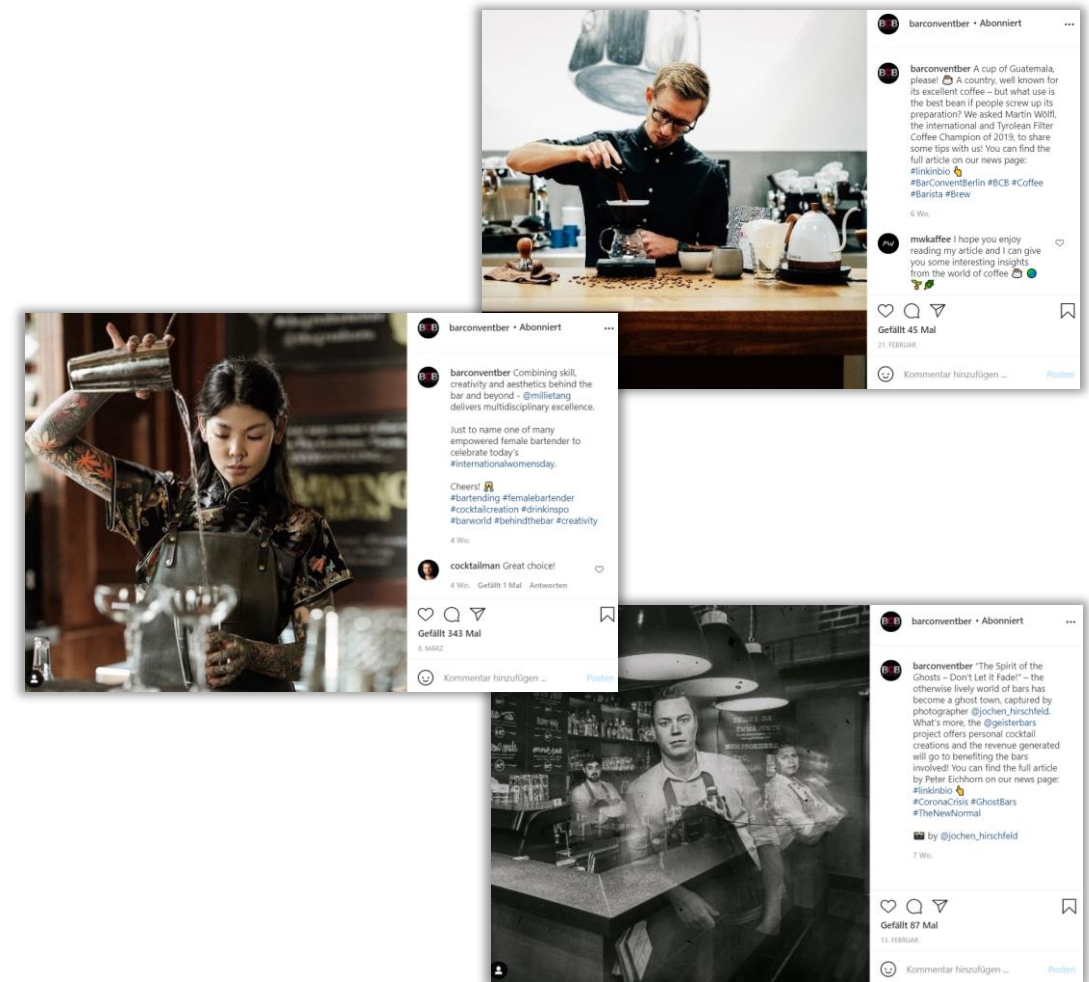 BCB
barconventber • Abonniert
BCB
barconventber A cup of Guatemala,
please! ☕ A country, well known for
its excellent coffee – but what use is
the best bean if people screw up its
preparation? We asked Martin Wölfl,
the international and Tyrolean Filter
Coffee Champion of 2019, to share
some tips with us! You can find the
full article on our news page:
#linkinbio 👆
#BarConventBerlin #BCB #Coffee
#Barista #Brew
6 Wo.
mwkaffee I hope you enjoy
reading my article and I can give
you some interesting insights
from the world of coffee ☕ 🌍
🌱 🌿
Gefällt 45 Mal
21. FEBRUAR
Kommentar hinzufügen ...
Posten
BCB
barconventber • Abonniert
BCB
barconventber Combining skill,
creativity and aesthetics behind the
bar and beyond - @millietang
delivers multidisciplinary excellence.
Just to name one of many
empowered female bartender to
celebrate today's
#internationalwomensday.
Cheers! 🥂
#bartending #femalebartender
#cocktailcreation #drinkinspo
#barworld #behindthebar #creativity
4 Wo.
cocktailman Great choice!
4 Wo. Gefällt 1 Mal Antworten
Gefällt 343 Mal
8. MÄRZ
Kommentar hinzufügen ...
Posten
BCB
barconventber • Abonniert
BCB
barconventber "The Spirit of the
Ghosts – Don't Let it Fade!" – the
otherwise lively world of bars has
become a ghost town, captured by
photographer @jochen_hirschfeld.
What's more, the @geisterbars
project offers personal cocktail
creations and the revenue generated
will go to benefiting the bars
involved! You can find the full article
by Peter Eichhorn on our news page:
#linkinbio 👆
#CoronaCrisis #GhostBars
#TheNewNormal
📷 by @jochen_hirschfeld
7 Wo.
Gefällt 87 Mal
13. FEBRUAR
Kommentar hinzufügen ...
Posten